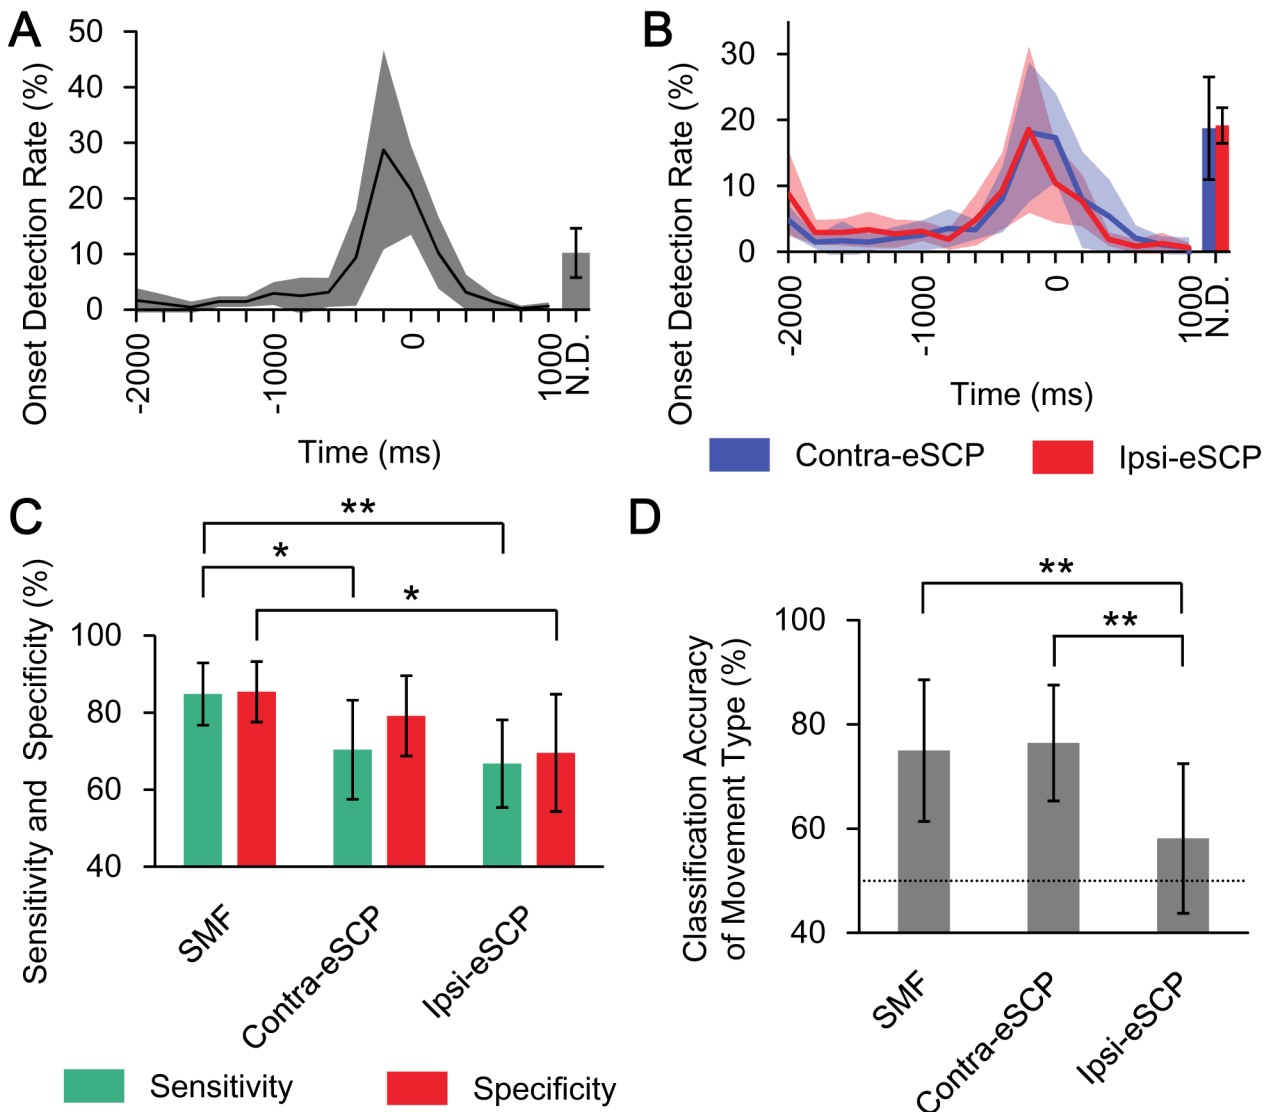 A
Onset Detection Rate (%)
50
40
30
20
10
0
-2000
-1000
0
1000
N.D.
Time (ms)
B
Onset Detection Rate (%)
30
20
10
0
-2000
-1000
0
1000
N.D.
Time (ms)
Contra-eSCP
Ipsi-eSCP
C
Sensitivity and Specificity (%)
**
*
*
100
80
60
40
SMF
Contra-eSCP
Ipsi-eSCP
Sensitivity
Specificity
D
Classification Accuracy
of Movement Type (%)
**
**
100
80
60
40
SMF
Contra-eSCP
Ipsi-eSCP